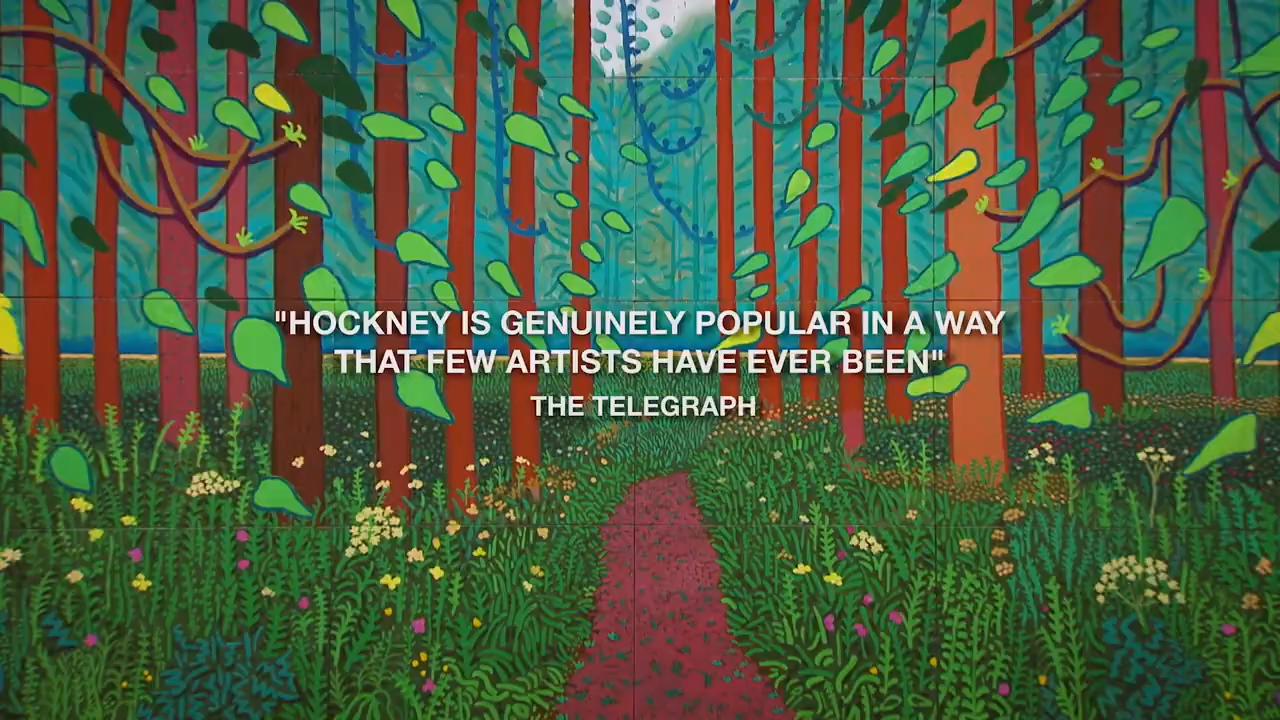 "HOCKNEY IS GENUINELY POPULAR IN A WAY
THAT FEW ARTISTS HAVE EVER BEEN"
THE TELEGRAPH